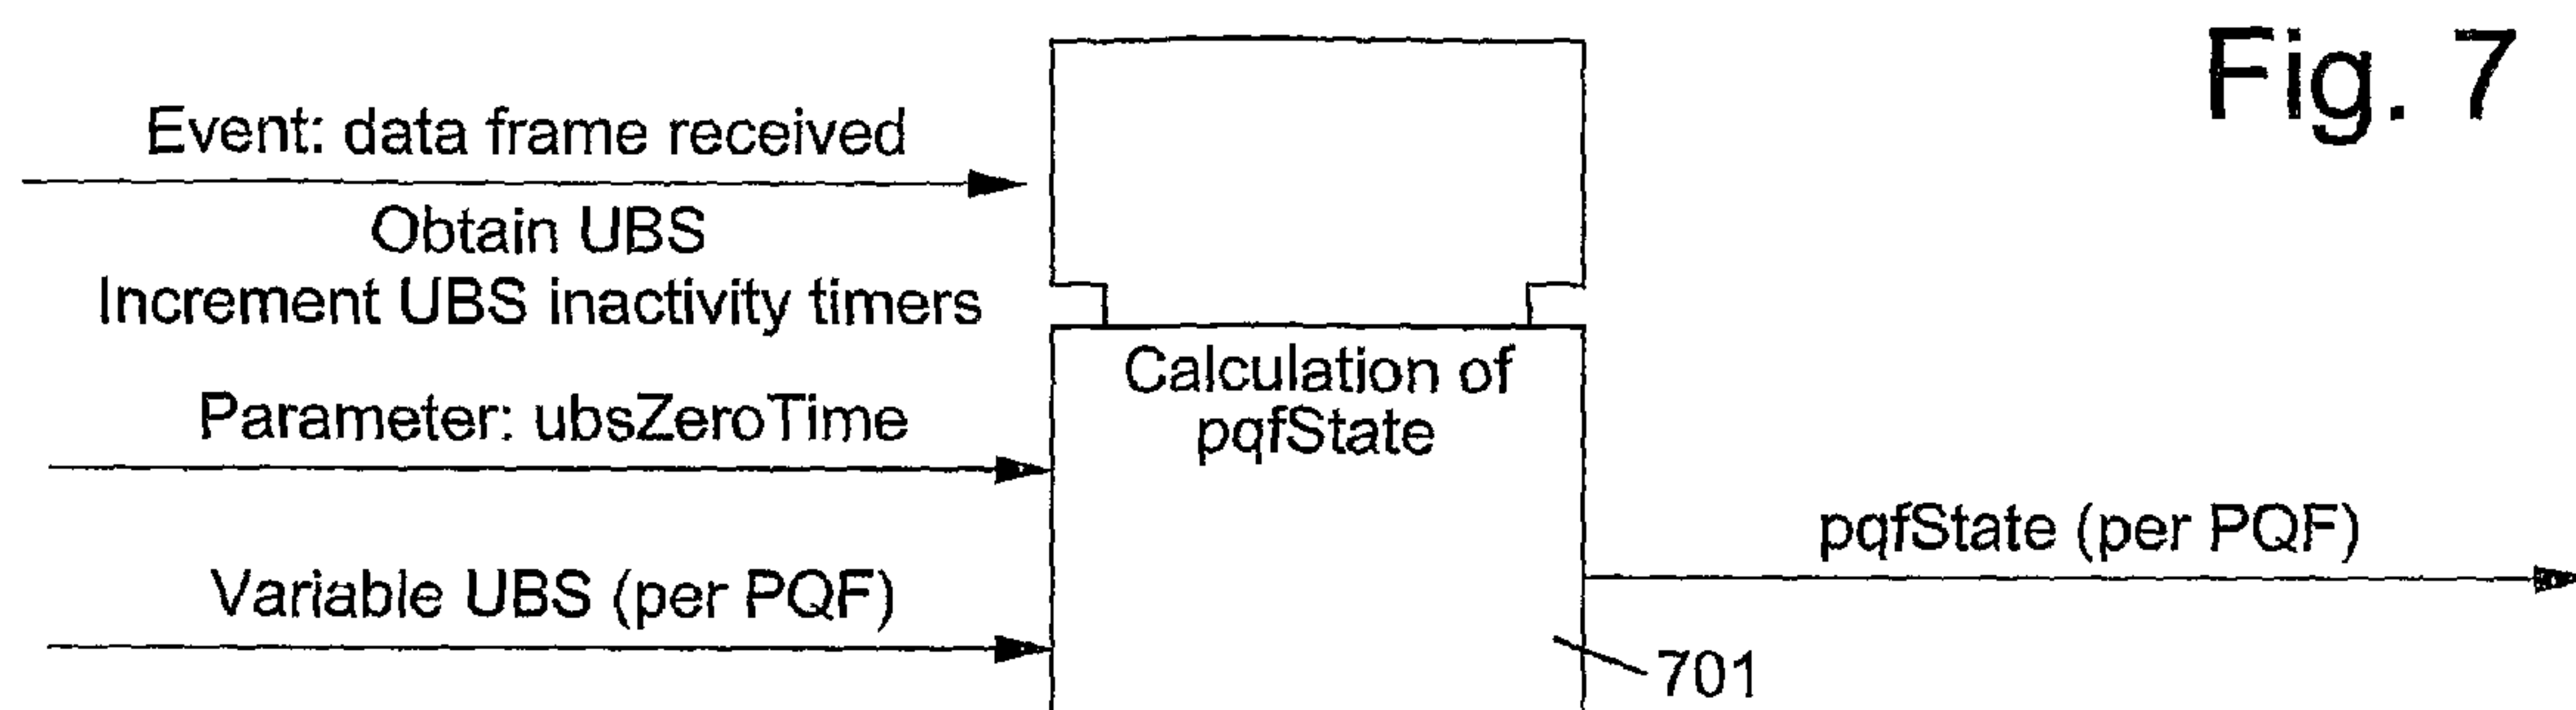 Fig. 7
Event: data frame received
Obtain UBS
Increment UBS inactivity timers
Parameter: ubsZeroTime
Variable UBS (per PQF)
Calculation of
pqfState
pqfState (per PQF)
701